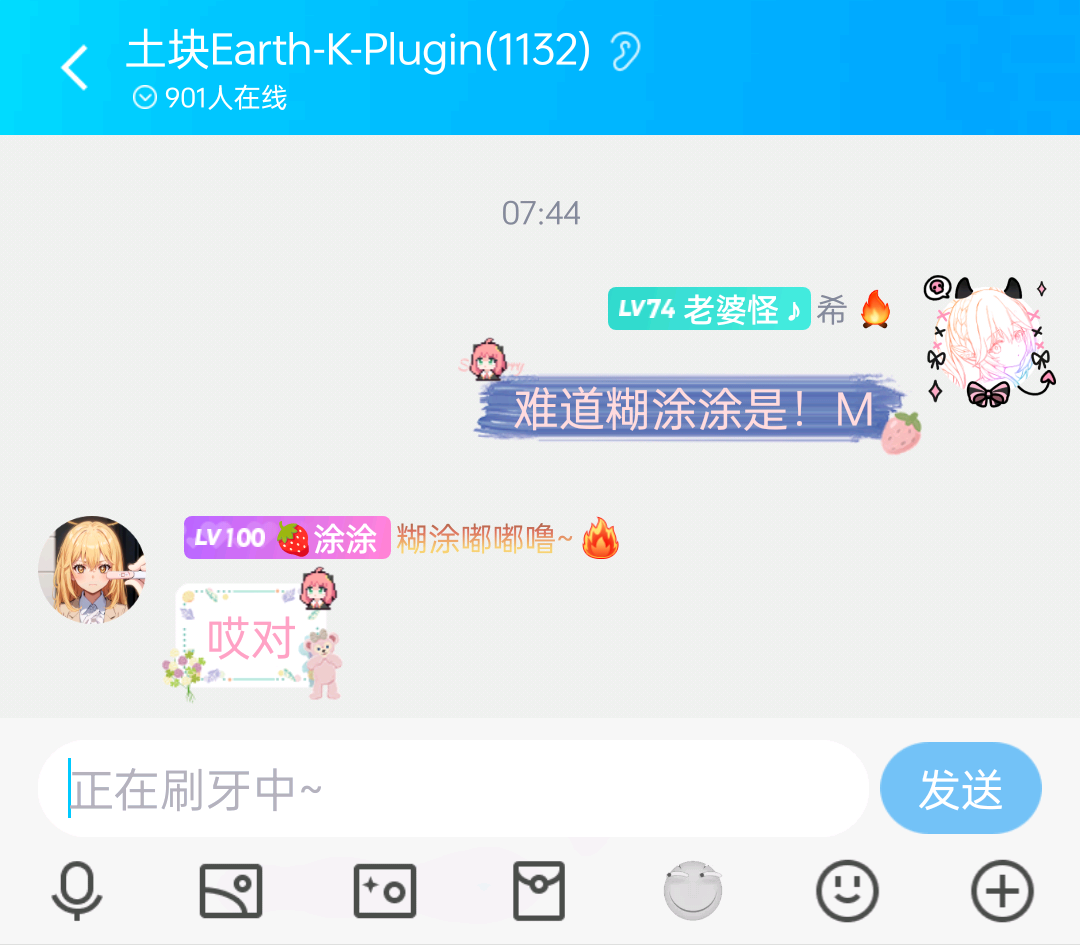 土块Earth-K-Plugin(1132)
901人在线
07:44
LV74 老婆怪♪ 希
难道糊涂涂是！M
LV100 涂涂 糊涂嘟嘟噜~
哎对
正在刷牙中~
发送